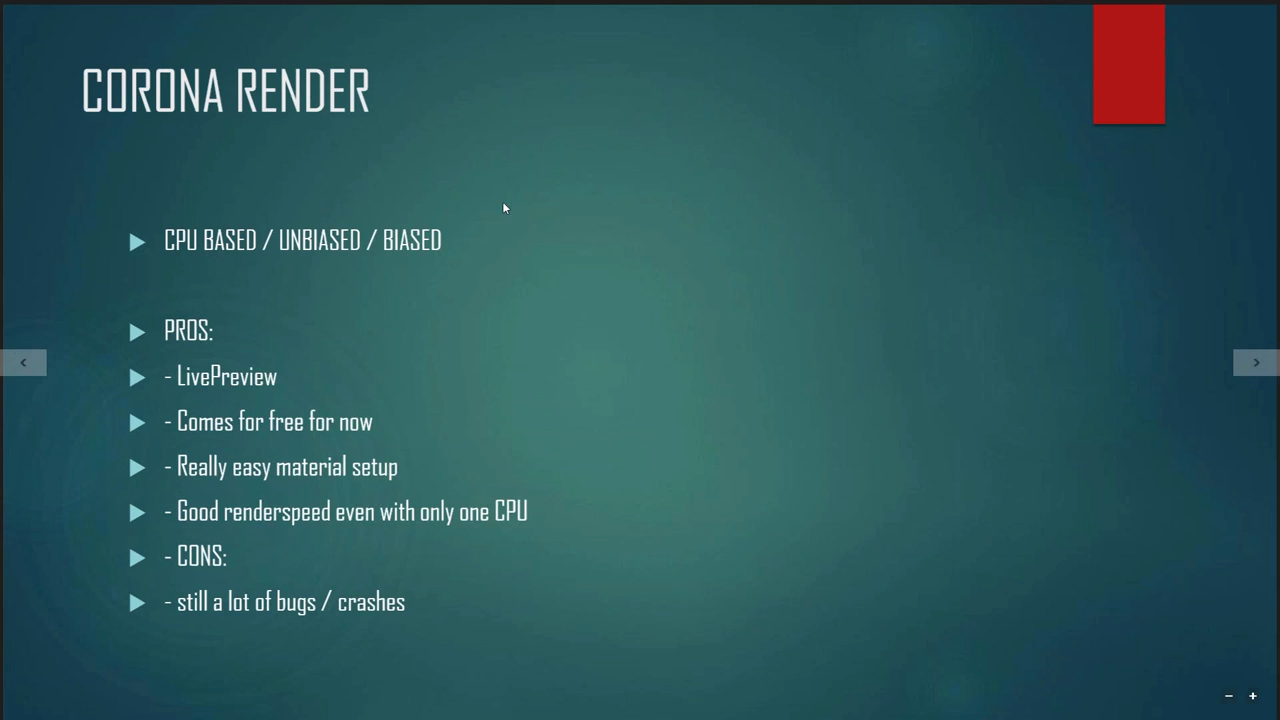 CORONA RENDER
CPU BASED / UNBIASED / BIASED
PROS:
- LivePreview
- Comes for free for now
- Really easy material setup
- Good renderspeed even with only one CPU
- CONS:
- still a lot of bugs / crashes